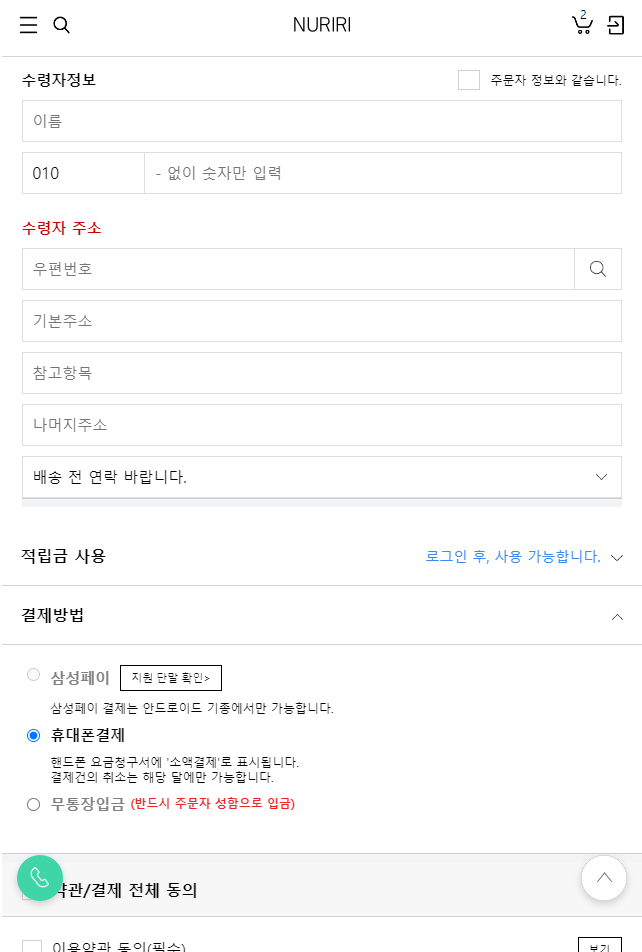 NURIRI
2
수령자정보
주문자 정보와 같습니다.
이름
010
- 없이 숫자만 입력
수령자 주소
우편번호
기본주소
참고항목
나머지주소
배송 전 연락 바랍니다.
적립금 사용
로그인 후, 사용 가능합니다.
결제방법
삼성페이
지원 단말 확인>
삼성페이 결제는 안드로이드 기종에서만 가능합니다.
휴대폰결제
핸드폰 요금청구서에 '소액결제'로 표시됩니다.
결제건의 취소는 해당 달에만 가능합니다.
무통장입금 (반드시 주문자 성함으로 입금)
약관/결제 전체 동의
이용약관 동의(필수)
보기